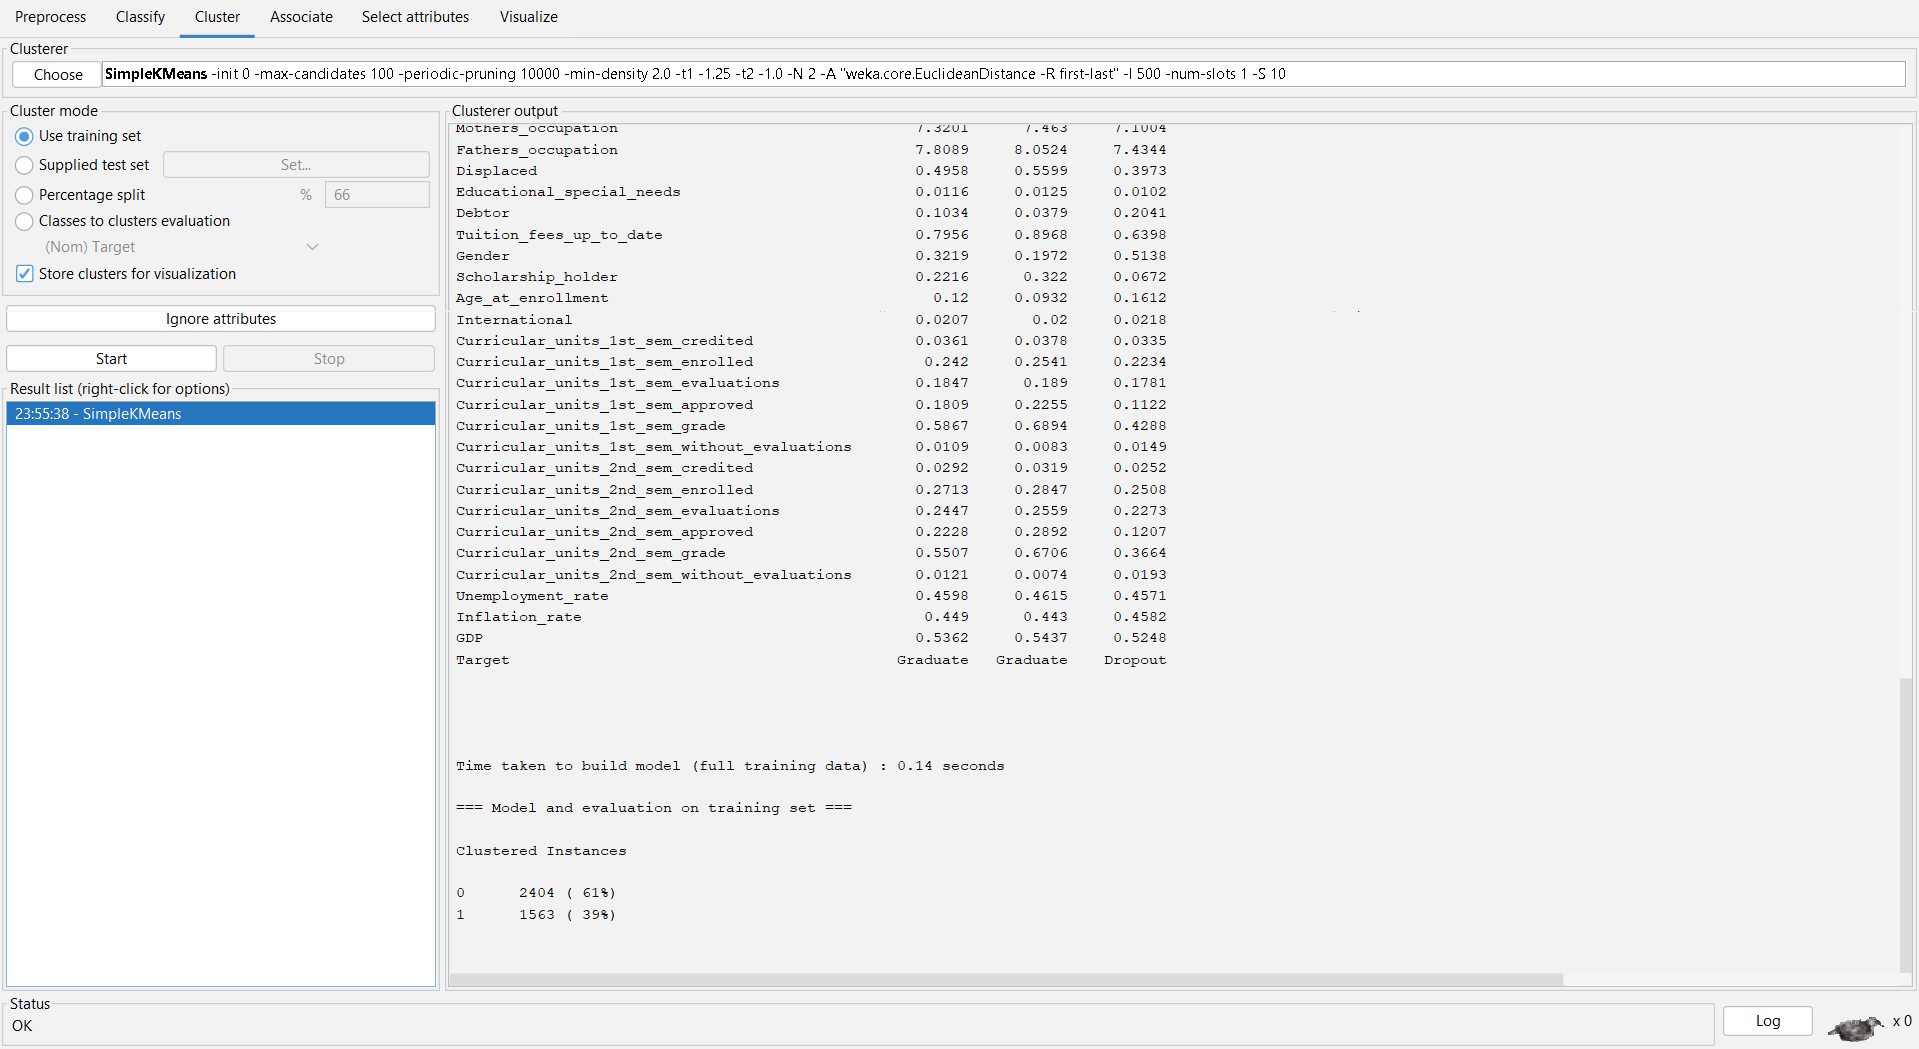 Preprocess Classify Cluster Associate Select attributes Visualize
Clusterer
Choose SimpleKMeans -init 0 -max-candidates 100 -periodic-pruning 10000 -min-density 2.0 -t1 -1.25 -t2 -1.0 -N 2 -A "weka.core.EuclideanDistance -R first-last" -I 500 -num-slots 1 -S 10
Cluster mode
Use training set
Supplied test set Set...
Percentage split % 66
Classes to clusters evaluation
(Nom) Target
Store clusters for visualization
Ignore attributes
Start Stop
Result list (right-click for options)
23:55:38 - SimpleKMeans
Clusterer output
Mothers_occupation 7.3201 7.463 7.1004
Fathers_occupation 7.8089 8.0524 7.4344
Displaced 0.4958 0.5599 0.3973
Educational_special_needs 0.0116 0.0125 0.0102
Debtor 0.1034 0.0379 0.2041
Tuition_fees_up_to_date 0.7956 0.8968 0.6398
Gender 0.3219 0.1972 0.5138
Scholarship_holder 0.2216 0.322 0.0672
Age_at_enrollment 0.12 0.0932 0.1612
International 0.0207 0.02 0.0218
Curricular_units_1st_sem_credited 0.0361 0.0378 0.0335
Curricular_units_1st_sem_enrolled 0.242 0.2541 0.2234
Curricular_units_1st_sem_evaluations 0.1847 0.189 0.1781
Curricular_units_1st_sem_approved 0.1809 0.2255 0.1122
Curricular_units_1st_sem_grade 0.5867 0.6894 0.4288
Curricular_units_1st_sem_without_evaluations 0.0109 0.0083 0.0149
Curricular_units_2nd_sem_credited 0.0292 0.0319 0.0252
Curricular_units_2nd_sem_enrolled 0.2713 0.2847 0.2508
Curricular_units_2nd_sem_evaluations 0.2447 0.2559 0.2273
Curricular_units_2nd_sem_approved 0.2228 0.2892 0.1207
Curricular_units_2nd_sem_grade 0.5507 0.6706 0.3664
Curricular_units_2nd_sem_without_evaluations 0.0121 0.0074 0.0193
Unemployment_rate 0.4598 0.4615 0.4571
Inflation_rate 0.449 0.443 0.4582
GDP 0.5362 0.5437 0.5248
Target Graduate Graduate Dropout
Time taken to build model (full training data) : 0.14 seconds
=== Model and evaluation on training set ===
Clustered Instances
0 2404 ( 61%)
1 1563 ( 39%)
Status
OK
Log x 0